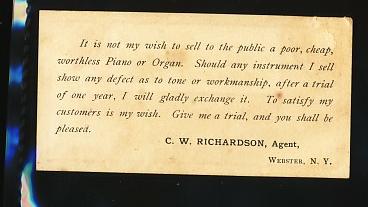 It is not my wish to sell to the public a poor, cheap,
worthless Piano or Organ. Should any instrument I sell
show any defect as to tone or workmanship, after a trial
of one year, I will gladly exchange it. To satisfy my
customers is my wish. Give me a trial, and you shall be
pleased.
C. W. RICHARDSON, Agent,
WEBSTER, N. Y.